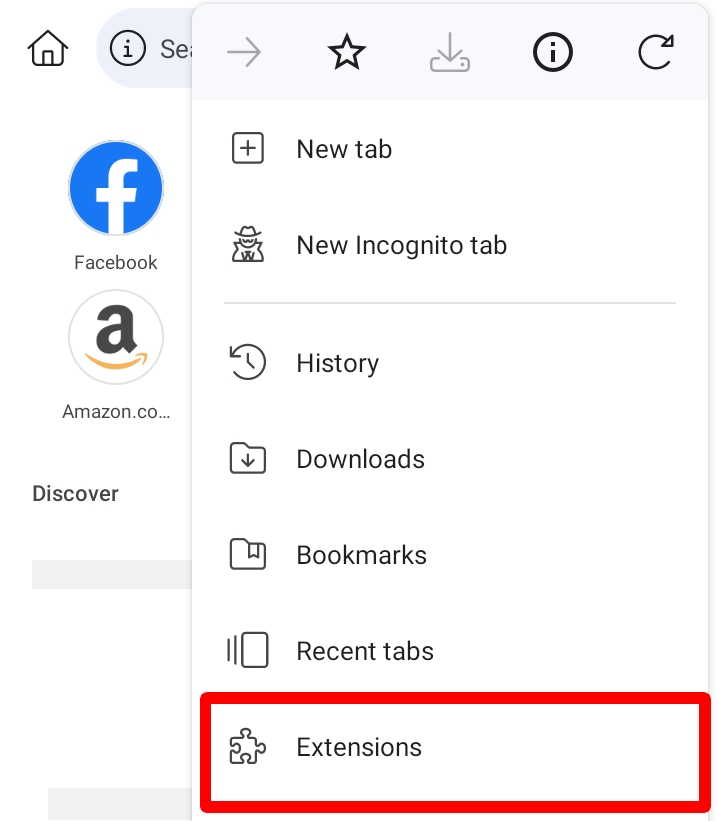 Sea
New tab
New Incognito tab
Facebook
a
Amazon.co...
History
Downloads
Discover
Bookmarks
Recent tabs
Extensions